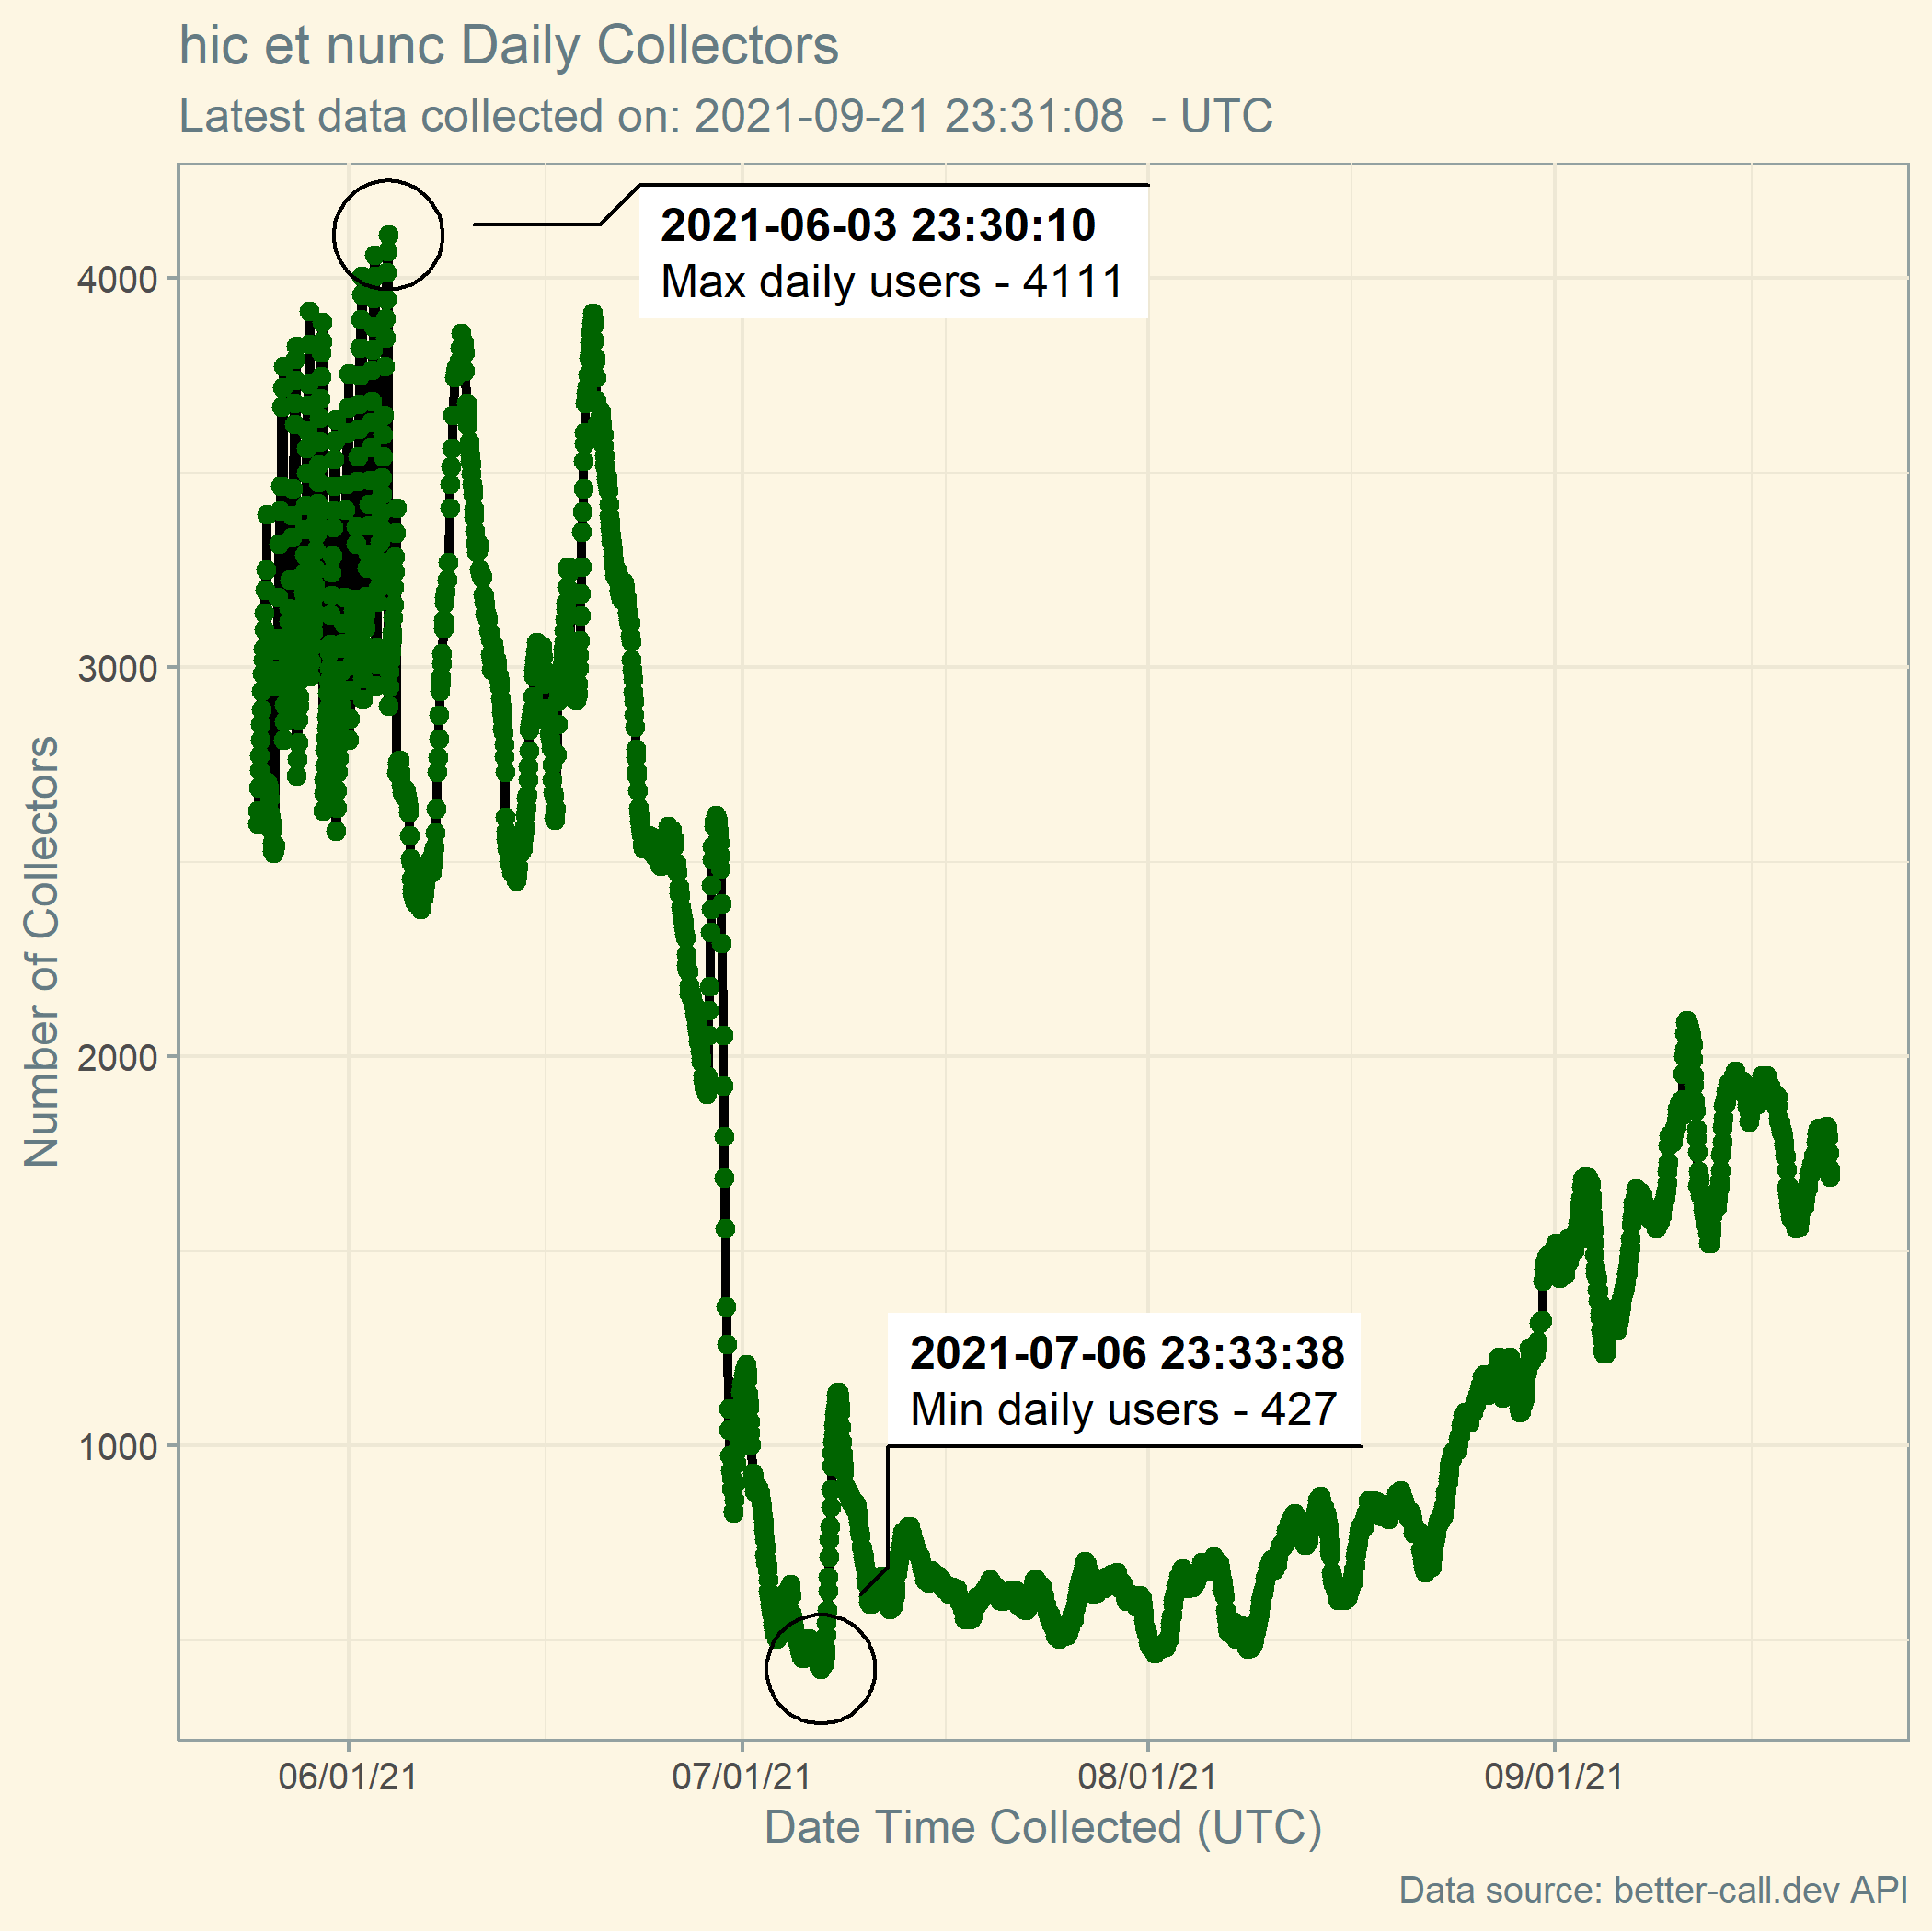 hic et nunc Daily Collectors
Latest data collected on: 2021-09-21 23:31:08  - UTC
2021-06-03 23:30:10
Max daily users - 4111
4000
3000
2000
1000
Number of Collectors
2021-07-06 23:33:38
Min daily users - 427
06/01/21
07/01/21
08/01/21
09/01/21
Date Time Collected (UTC)
Data source: better-call.dev API